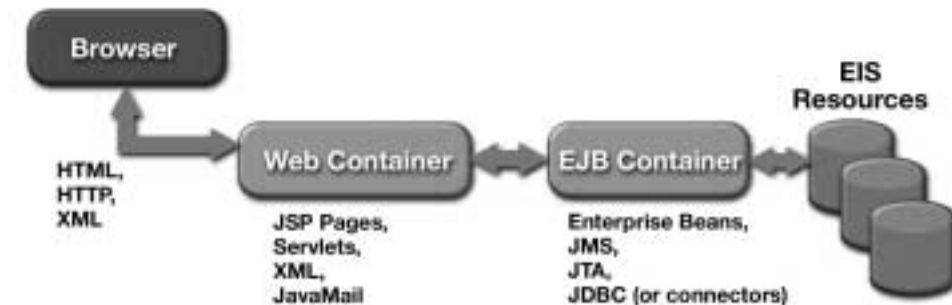 Browser
EIS
Resources
Web Container
EJB Container
HTML,
HTTP,
XML
JSP Pages,
Servlets,
XML,
JavaMail
Enterprise Beans,
JMS,
JTA,
JDBC (or connectors)